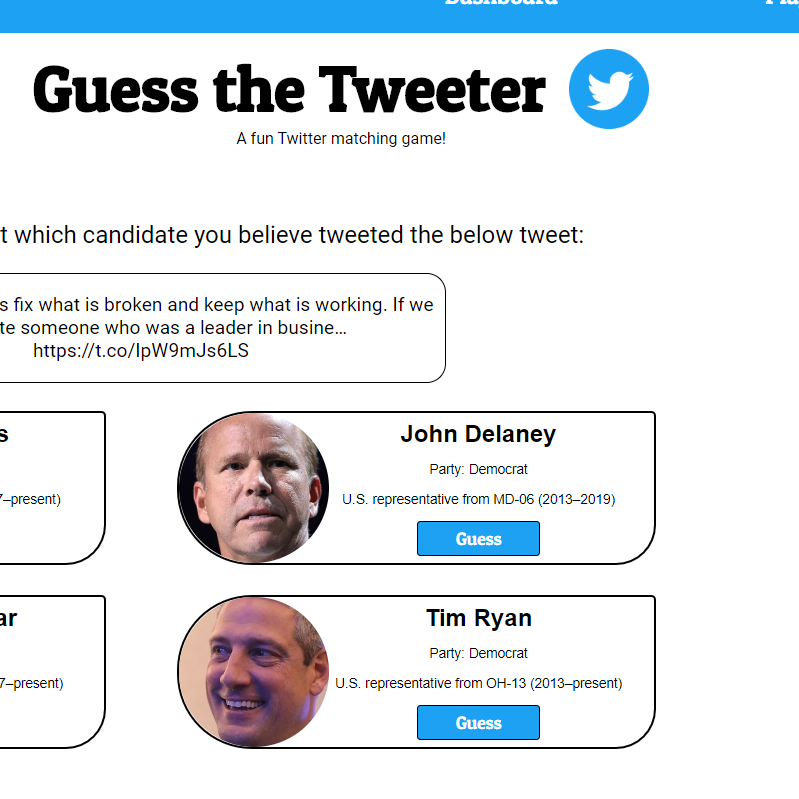 Dashboard
Guess the Tweeter
A fun Twitter matching game!
t which candidate you believe tweeted the below tweet:
s fix what is broken and keep what is working. If we
te someone who was a leader in busine…
https://t.co/IpW9mJs6LS
s
7–present)
John Delaney
Party: Democrat
U.S. representative from MD-06 (2013–2019)
Guess
ar
7–present)
Tim Ryan
Party: Democrat
U.S. representative from OH-13 (2013–present)
Guess